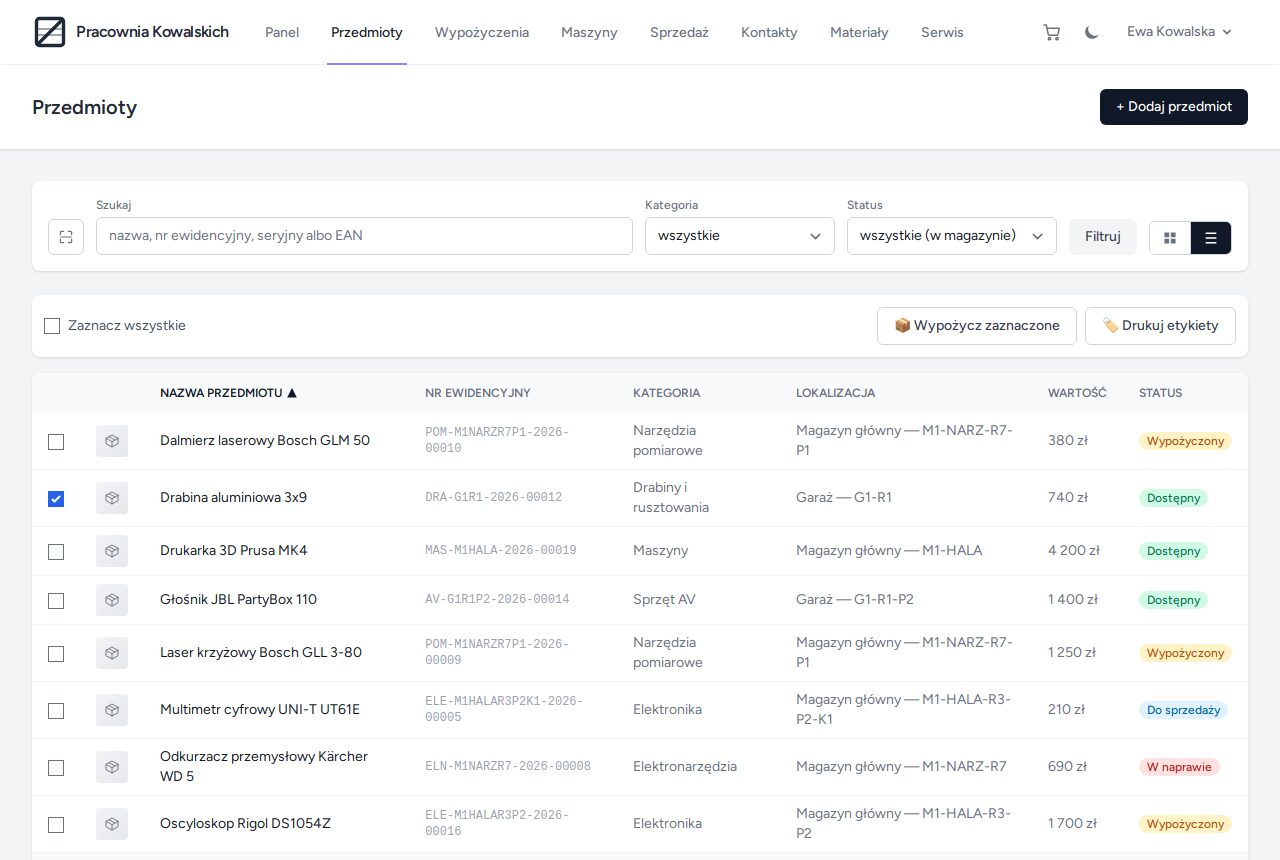 Pracownia Kowalskich Panel Przedmioty Wypożyczenia Maszyny Sprzedaż Kontakty Materiały Serwis Ewa Kowalska
Przedmioty + Dodaj przedmiot
Szukaj Kategoria Status
nazwa, nr ewidencyjny, seryjny albo EAN wszystkie wszystkie (w magazynie) Filtruj
Zaznacz wszystkie Wypożycz zaznaczone Drukuj etykiety
NAZWA PRZEDMIOTU ▲ NR EWIDENCYJNY KATEGORIA LOKALIZACJA WARTOŚĆ STATUS
Dalmierz laserowy Bosch GLM 50
POM-M1NARZR7P1-2026-
00010
Narzędzia
pomiarowe
Magazyn główny — M1-NARZ-R7-
P1
380 zł
Wypożyczony
Drabina aluminiowa 3x9
DRA-G1R1-2026-00012
Drabiny i
rusztowania
Garaż — G1-R1
740 zł
Dostępny
Drukarka 3D Prusa MK4
MAS-M1HALA-2026-00019
Maszyny
Magazyn główny — M1-HALA
4 200 zł
Dostępny
Głośnik JBL PartyBox 110
AV-G1R1P2-2026-00014
Sprzęt AV
Garaż — G1-R1-P2
1 400 zł
Dostępny
Laser krzyżowy Bosch GLL 3-80
POM-M1NARZR7P1-2026-
00009
Narzędzia
pomiarowe
Magazyn główny — M1-NARZ-R7-
P1
1 250 zł
Wypożyczony
Multimetr cyfrowy UNI-T UT61E
ELE-M1HALAR3P2K1-2026-
00005
Elektronika
Magazyn główny — M1-HALA-R3-
P2-K1
210 zł
Do sprzedaży
Odkurzacz przemysłowy Kärcher
WD 5
ELN-M1NARZR7-2026-00008
Elektronarzędzia
Magazyn główny — M1-NARZ-R7
690 zł
W naprawie
Oscyloskop Rigol DS1054Z
ELE-M1HALAR3P2-2026-
00016
Elektronika
Magazyn główny — M1-HALA-R3-
P2
1 700 zł
Wypożyczony